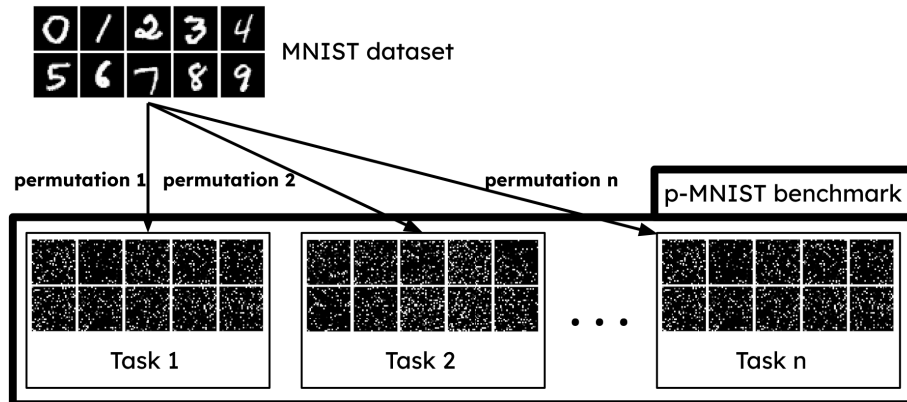 0 1 2 3 4
MNIST dataset
5 6 7 8 9
permutation 1
permutation 2
permutation n
p-MNIST benchmark
. . .
Task 1
Task 2
Task n